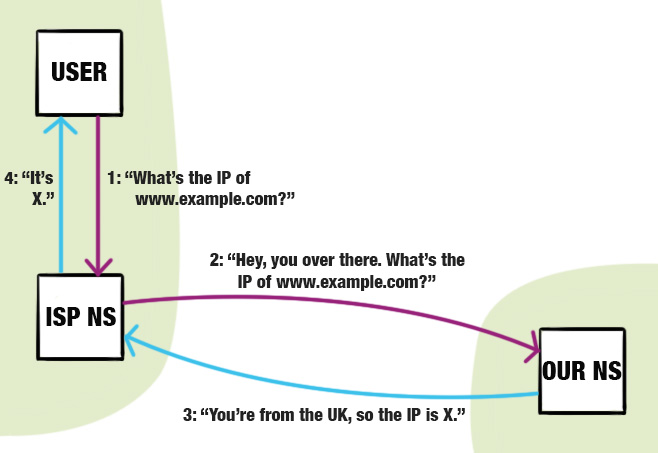 USER
4: “It’s
X.”
1: “What’s the IP of
www.example.com?”
2: “Hey, you over there. What’s the
IP of www.example.com?”
ISP NS
OUR NS
3: “You’re from the UK, so the IP is X.”